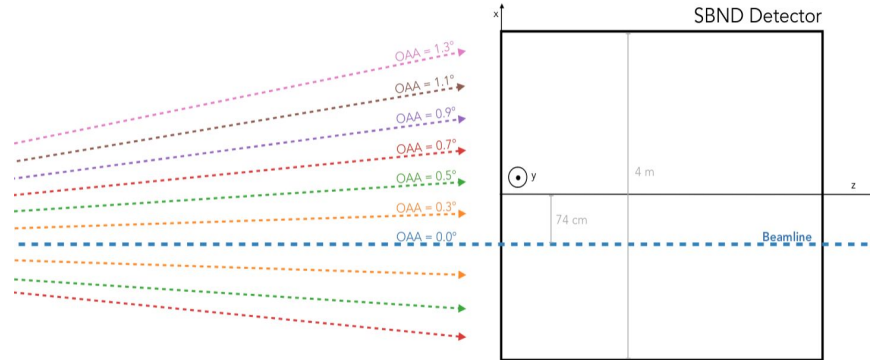 x
SBND Detector
OAA = 1.3°
OAA = 1.1°
OAA = 0.9°
OAA = 0.7°
4 m
y
OAA = 0.5°
z
OAA = 0.3°
74 cm
OAA = 0.0°
Beamline